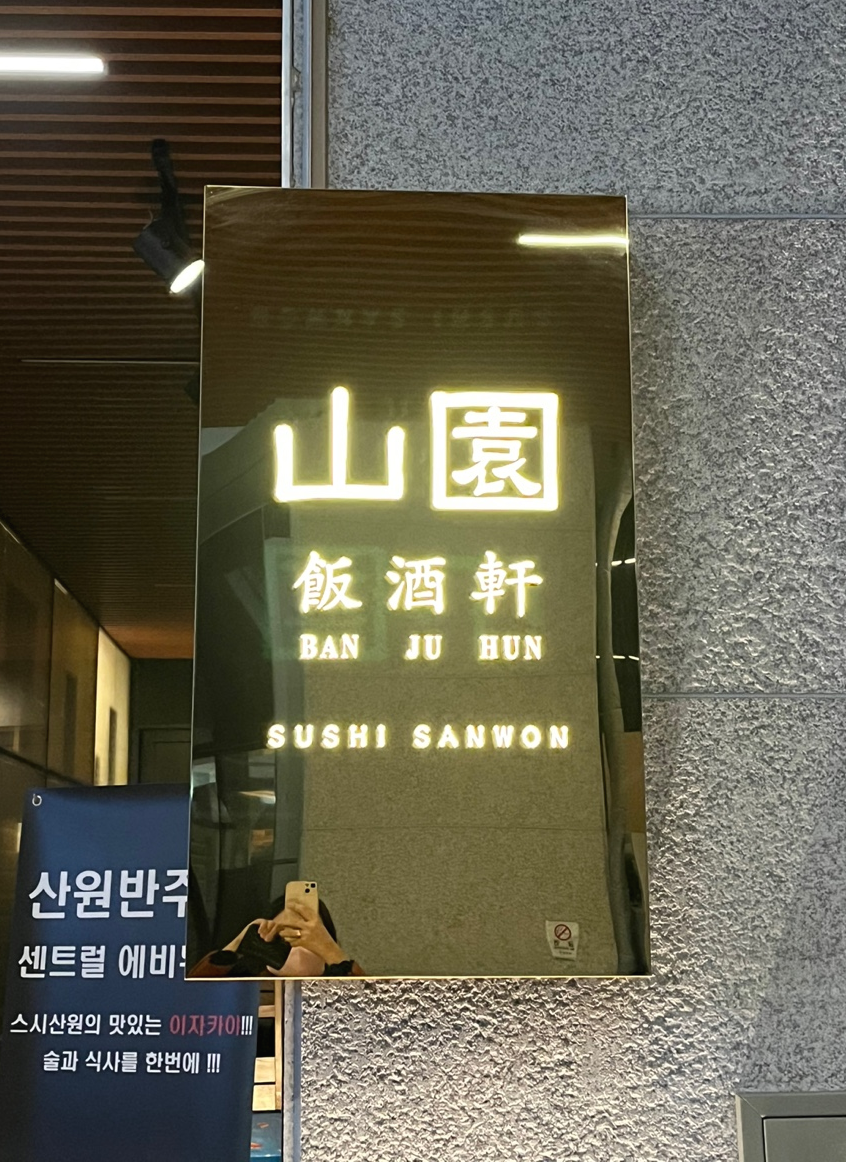 山園
飯酒軒
BAN JU HUN
SUSHI SANWON
산원반주
센트럴 에비
스시산원의 맛있는 이자카야!!!
술과 식사를 한번에 !!!